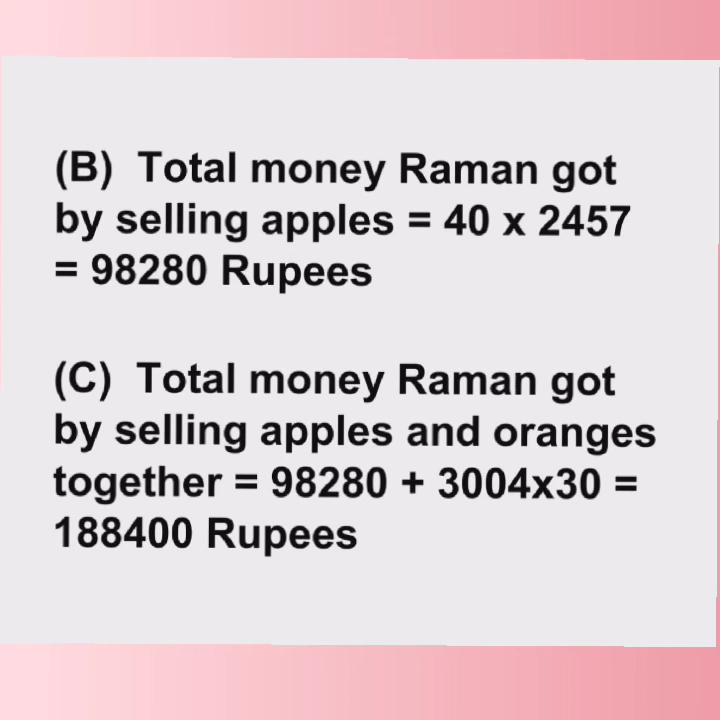 (B) Total money Raman got
by selling apples = 40 x 2457
= 98280 Rupees
(C) Total money Raman got
by selling apples and oranges
together = 98280 + 3004x30 =
188400 Rupees